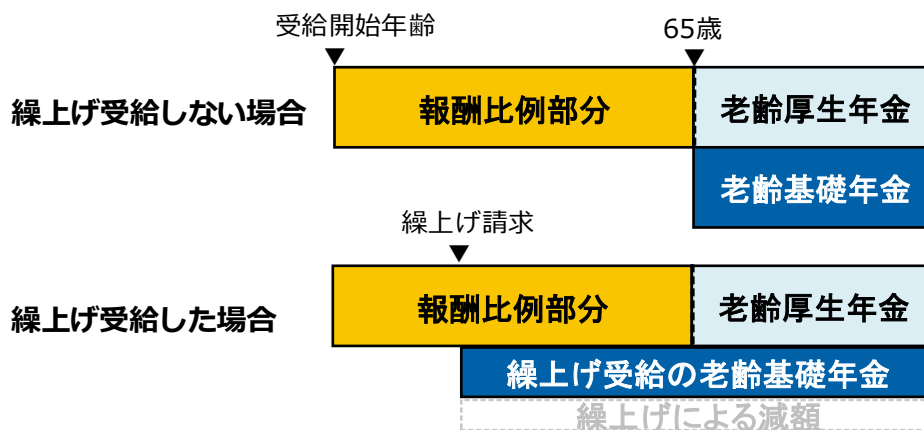 受給開始年齢
65歳
繰上げ受給しない場合
報酬比例部分
老齢厚生年金
老齢基礎年金
繰上げ請求
繰上げ受給した場合
報酬比例部分
老齢厚生年金
繰上げ受給の老齢基礎年金
繰上げによる減額